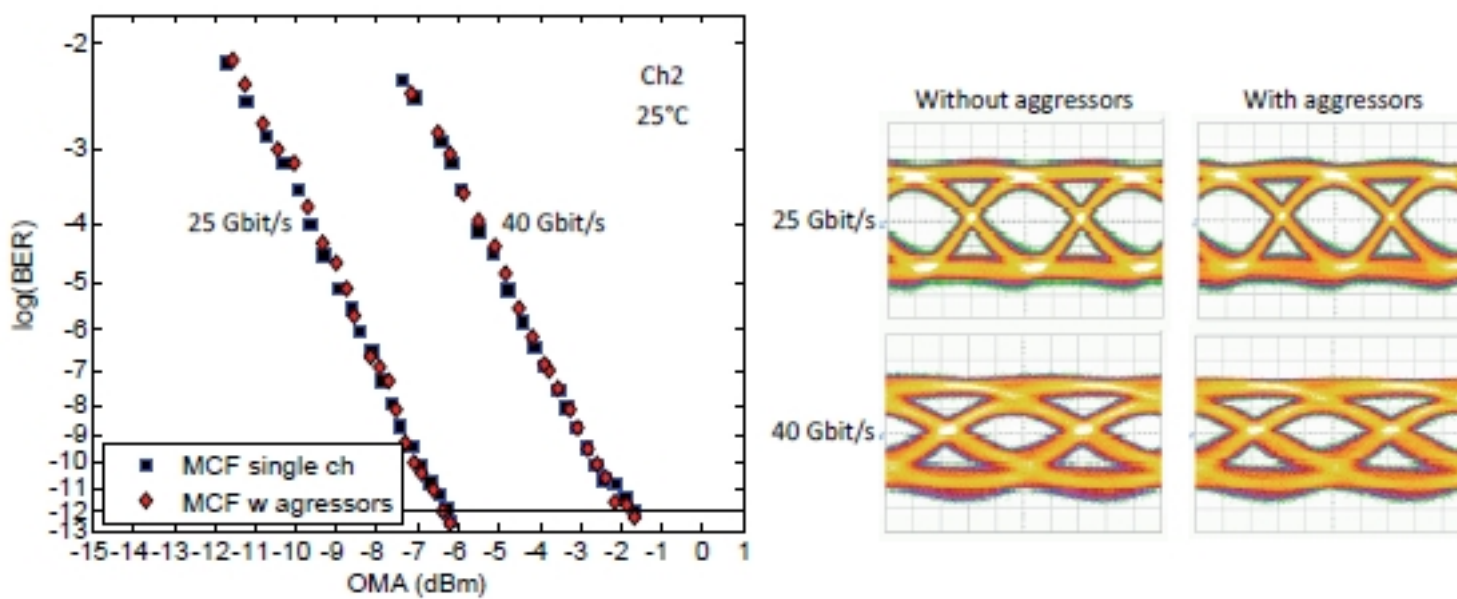 -2
-3
-4
-5
-6
-7
-8
-9
-10
-11
-12
-13
log(BER)
Ch2
25°C
25 Gbit/s
40 Gbit/s
MCF single ch
MCF w agressors
-15 -14 -13 -12 -11 -10 -9 -8 -7 -6 -5 -4 -3 -2 -1 0 1
OMA (dBm)
Without aggressors
With aggressors
25 Gbit/s
40 Gbit/s